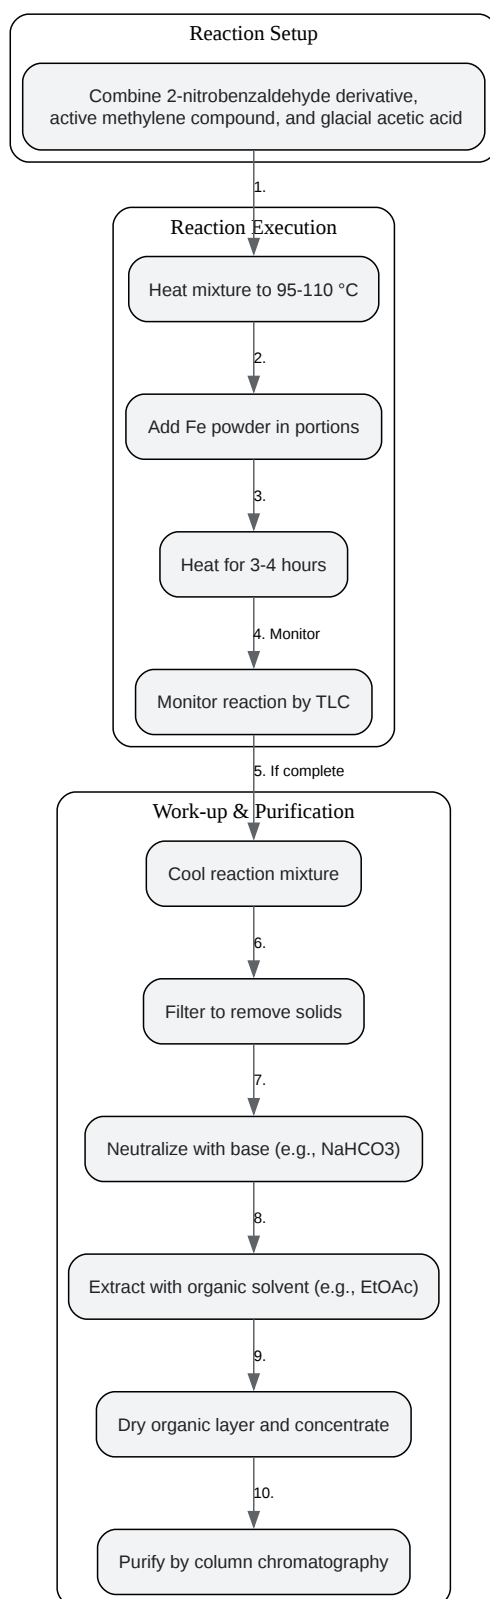 Reaction Setup
Combine 2-nitrobenzaldehyde derivative,
active methylene compound, and glacial acetic acid
1.
Reaction Execution
Heat mixture to 95-110 °C
2.
Add Fe powder in portions
3.
Heat for 3-4 hours
4. Monitor
Monitor reaction by TLC
5. If complete
Work-up & Purification
Cool reaction mixture
6.
Filter to remove solids
7.
Neutralize with base (e.g., NaHCO3)
8.
Extract with organic solvent (e.g., EtOAc)
9.
Dry organic layer and concentrate
10.
Purify by column chromatography